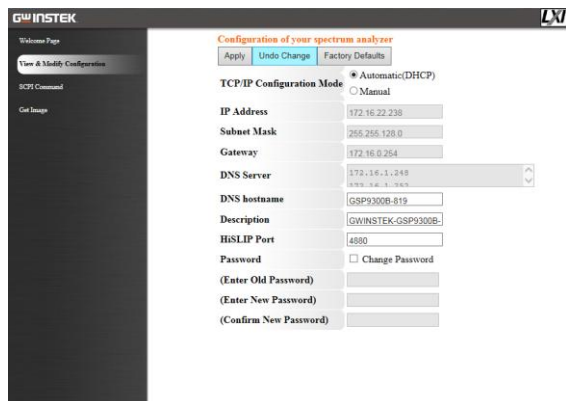 GWINSTEK
LXI
Welcome Page
View & Modify Configuration
SCPI Command
Get Image
Configuration of your spectrum analyzer
Apply Undo Change Factory Defaults
TCP/IP Configuration Mode
Automatic(DHCP)
Manual
IP Address 172.16.22.238
Subnet Mask 255.255.128.0
Gateway 172.16.0.254
DNS Server 172.16.1.248
DNS hostname GSP9300B-819
Description GWINSTEK-GSP9300B-
HiSLIP Port 4880
Password Change Password
(Enter Old Password)
(Enter New Password)
(Confirm New Password)